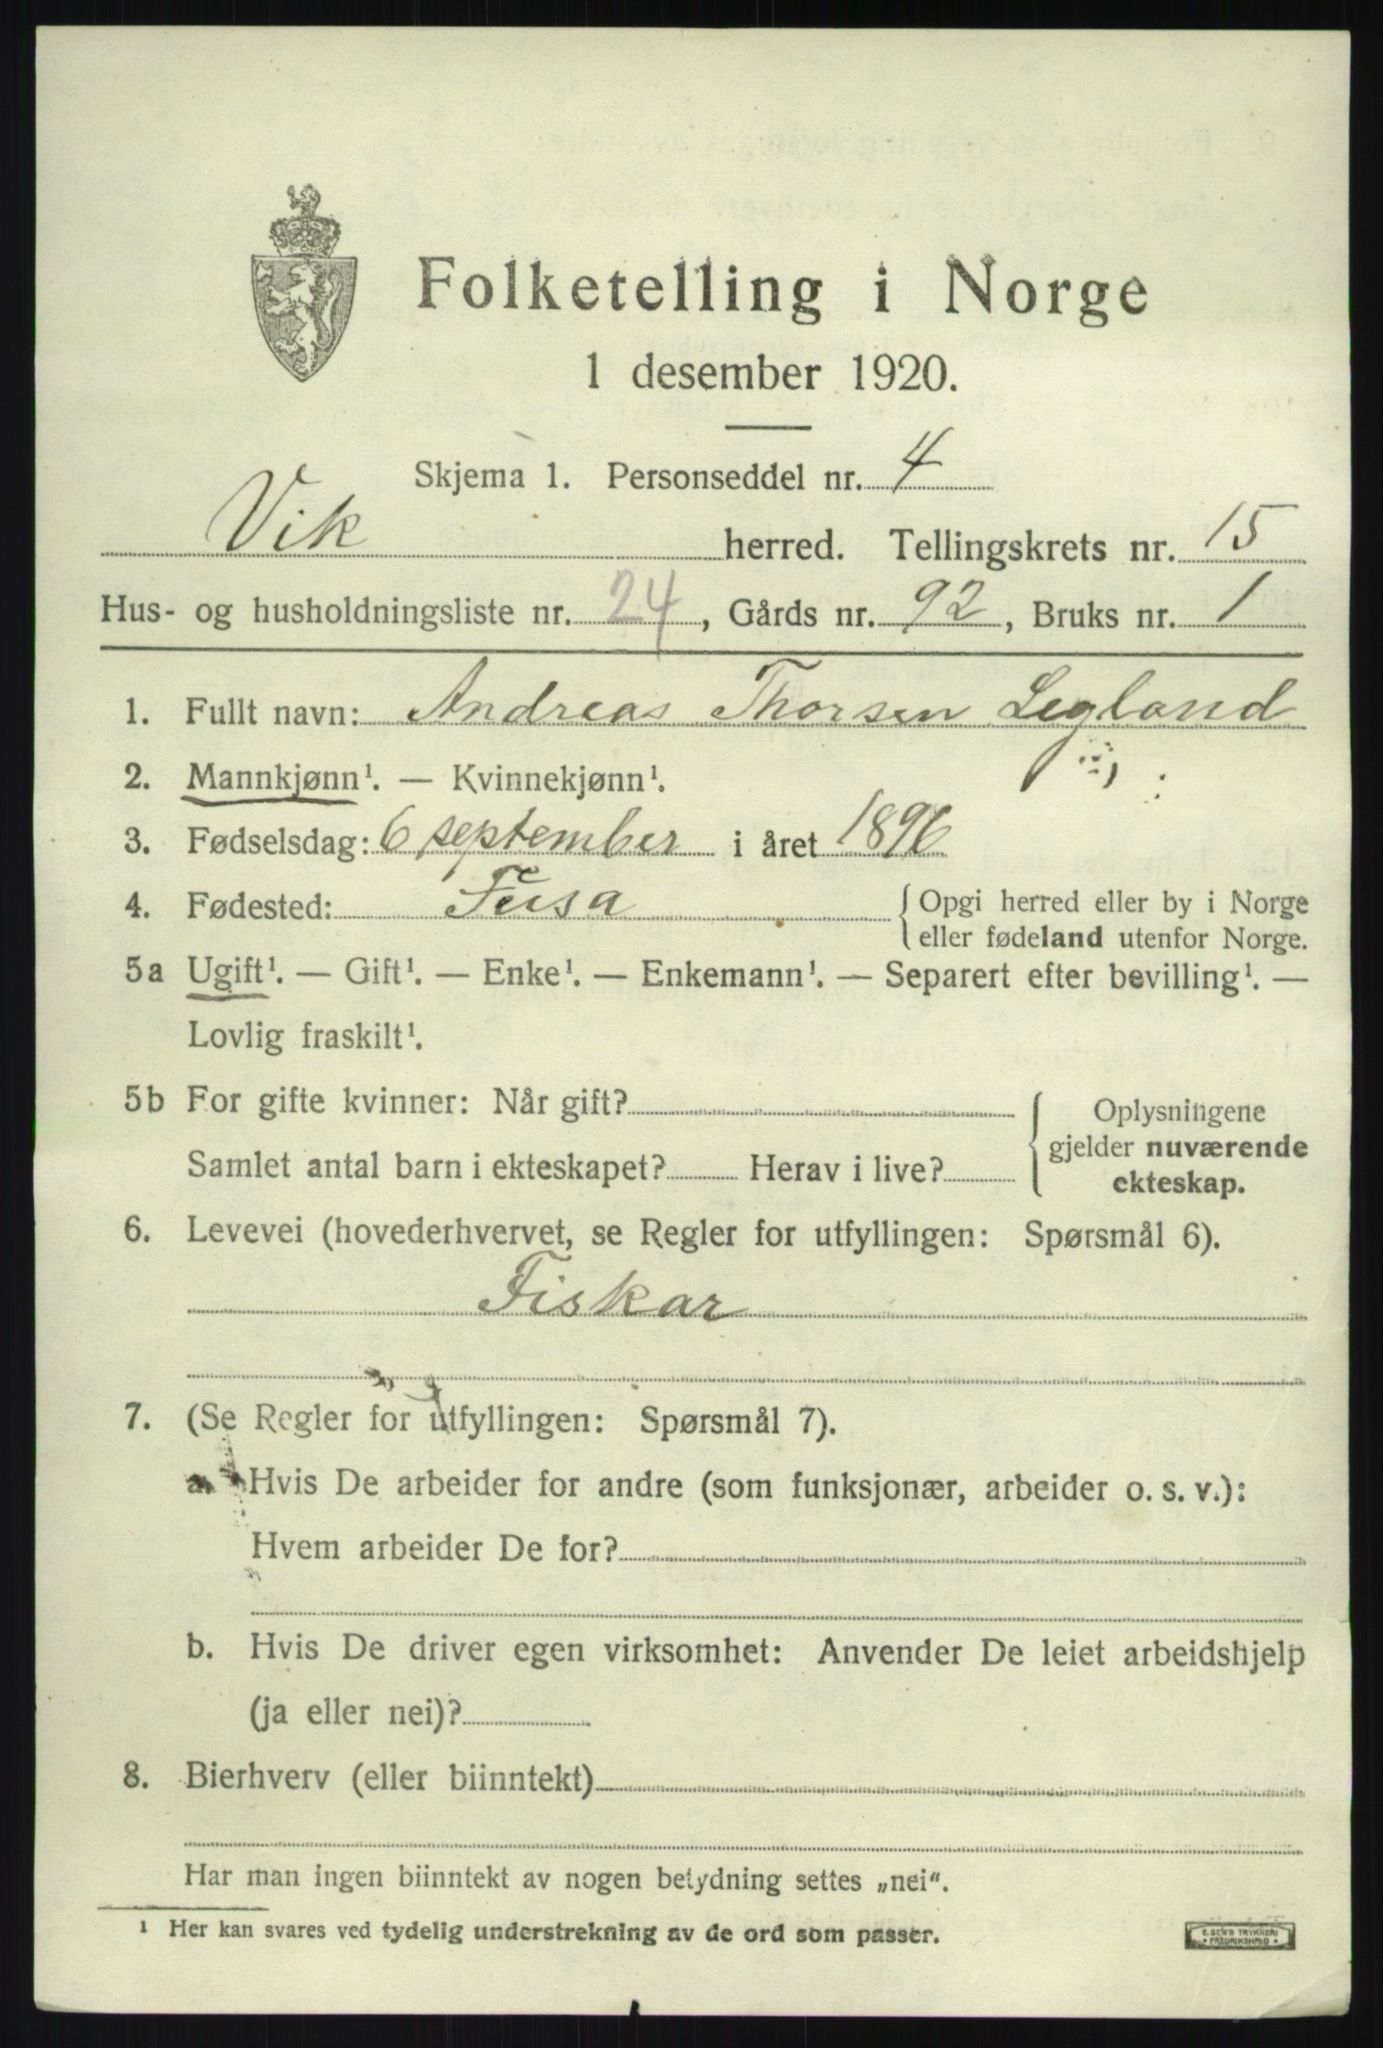 Folketelling i Norge
1 desember 1920.
Skjema 1. Personseddel nr. 4
Vik herred. Tellingskrets nr. 15
Hus- og husholdningsliste nr. 24, Gårds nr. 92, Bruks nr. 1
1. Fullt navn: Andreas Thorsen Legland
2. Mannkjønn¹. — Kvinnekjønn¹.
3. Fødselsdag: 6 september i året 1896
4. Fødested: Fusa { Opgi herred eller by i Norge
eller fødeland utenfor Norge.
5a Ugift¹. — Gift¹. — Enke¹. — Enkemann¹. — Separert efter bevilling¹. —
Lovlig fraskilt¹.
5b For gifte kvinner: Når gift?
Samlet antal barn i ekteskapet? Herav i live?
{ Oplysningene
gjelder nuværende
ekteskap.
6. Levevei (hovederhvervet, se Regler for utfyllingen: Spørsmål 6).
Fiskar
7. (Se Regler for utfyllingen: Spørsmål 7).
a. Hvis De arbeider for andre (som funksjonær, arbeider o. s. v.):
Hvem arbeider De for?
b. Hvis De driver egen virksomhet: Anvender De leiet arbeidshjelp
(ja eller nei)?
8. Bierhverv (eller biinntekt)
Har man ingen biinntekt av nogen betydning settes „nei“.
¹ Her kan svares ved tydelig understrekning av de ord som passer.
E. SEM'S TRYKKERI
• FREDRIKSHALD •